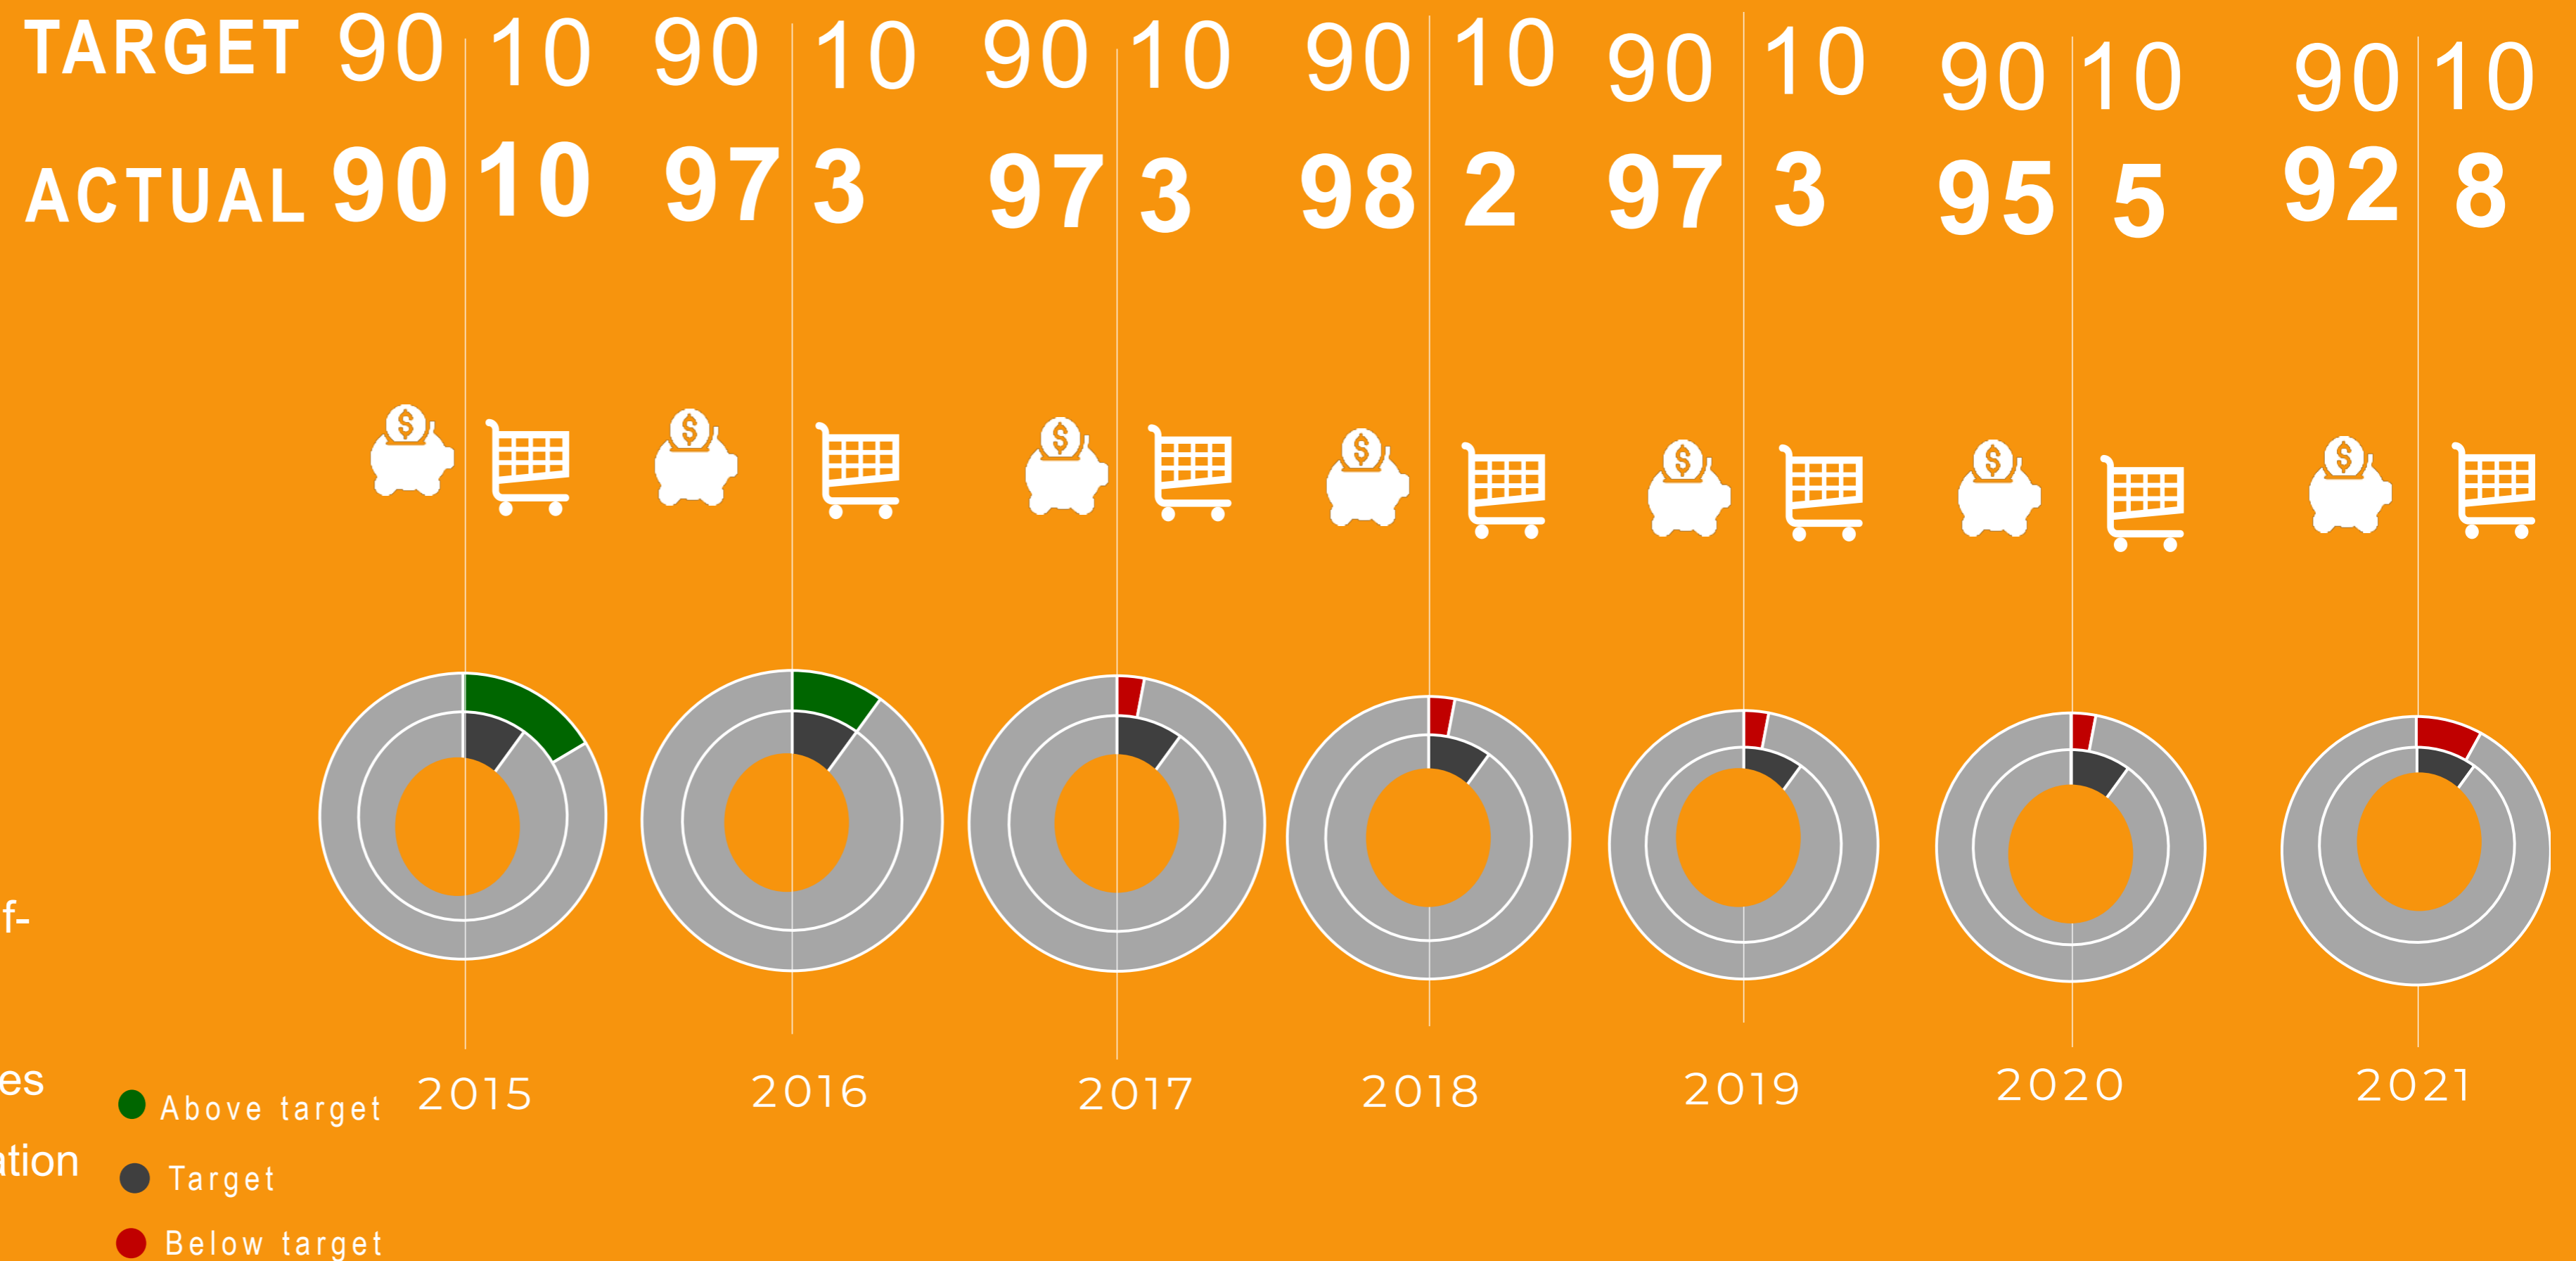 TARGET 90 10 90 10 90 10 90 10 90 10 90 10 90 10
ACTUAL 90 10 97 3 97 3 98 2 97 3 95 5 92 8
$ $ $ $ $ $ $
f-
es
ation
2015 2016 2017 2018 2019 2020 2021
Above target
Target
Below target